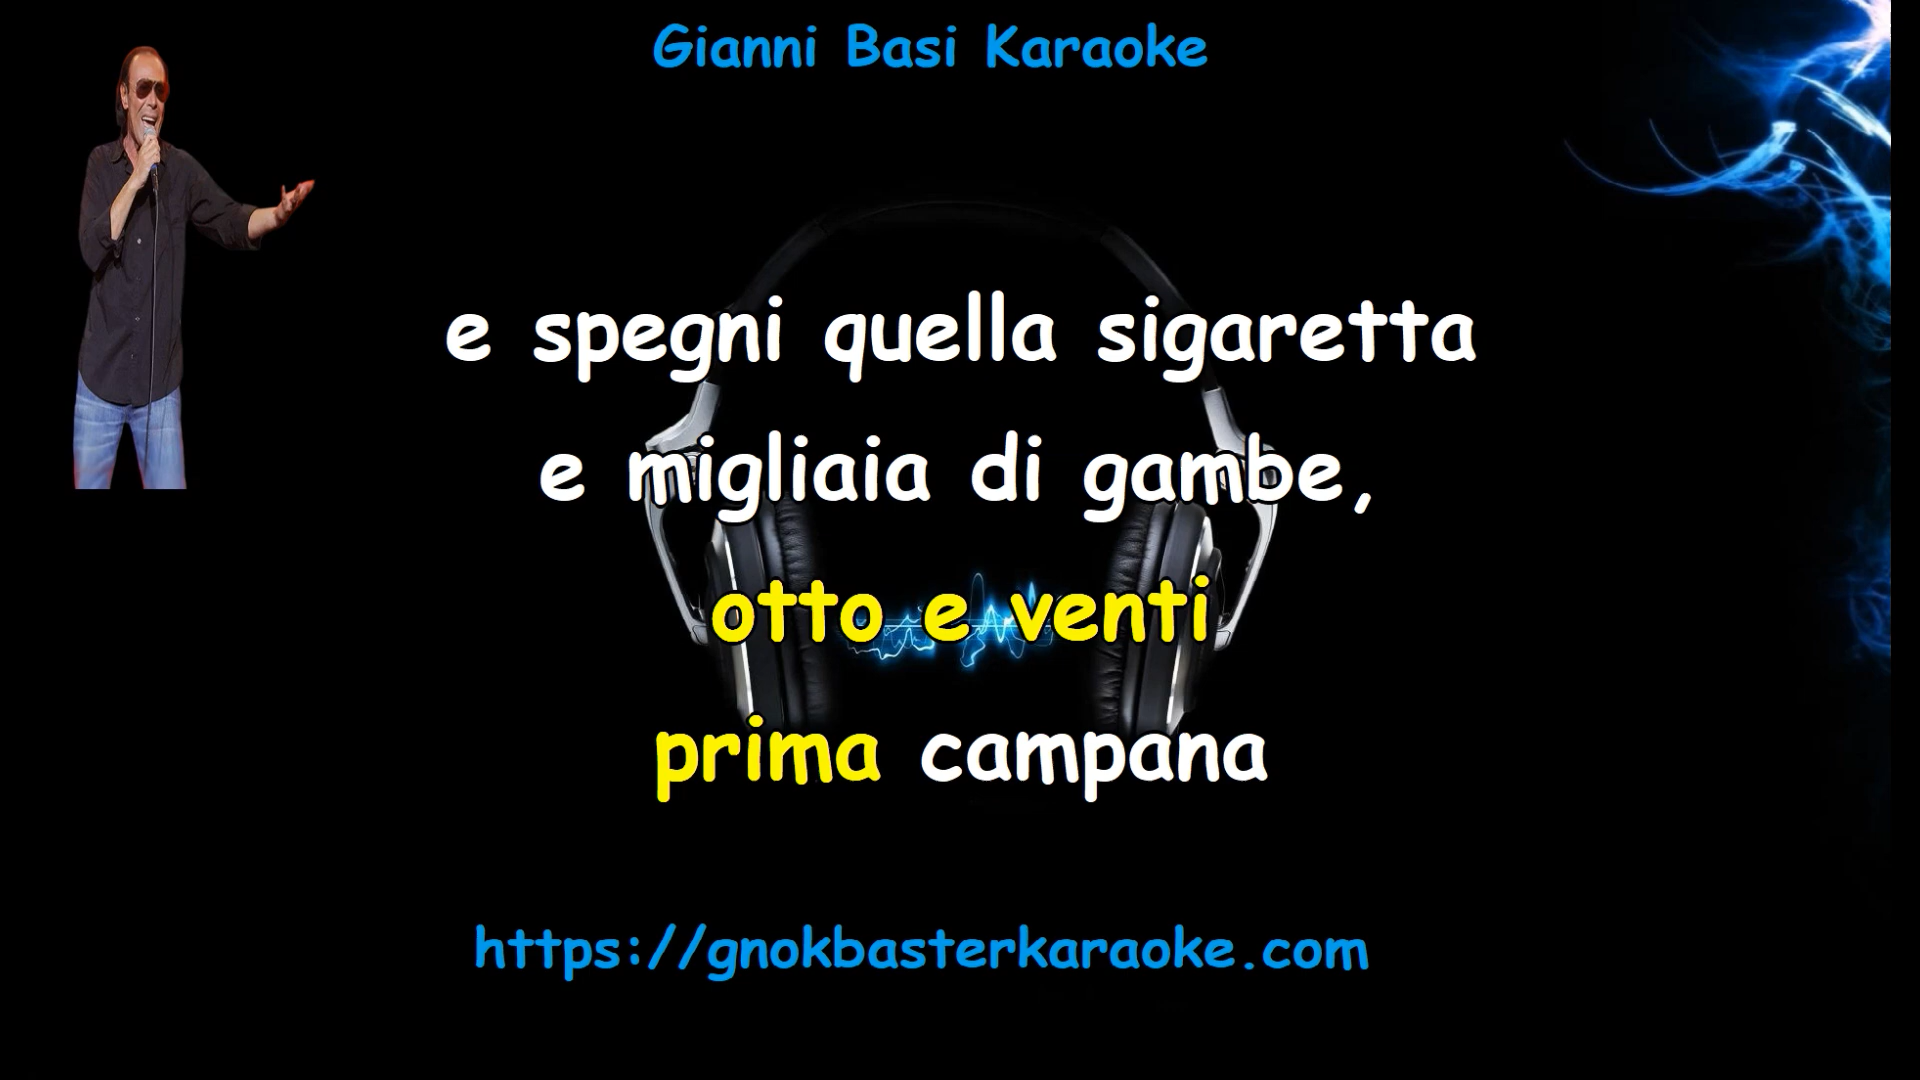 Gianni Basi Karaoke
e spegni quella sigaretta
e migliaia di gambe,
otto e venti
prima campana
https://gnokbasterkaraoke.com